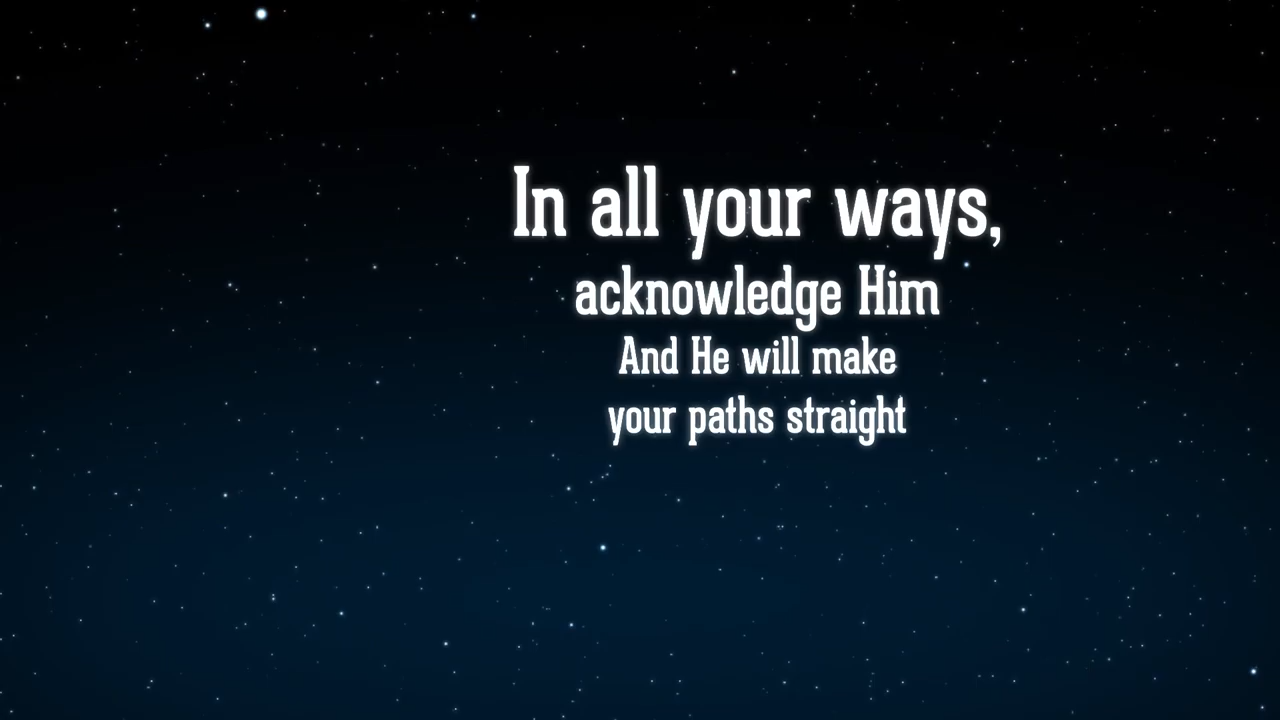 In all your ways,
acknowledge Him
And He will make
your paths straight